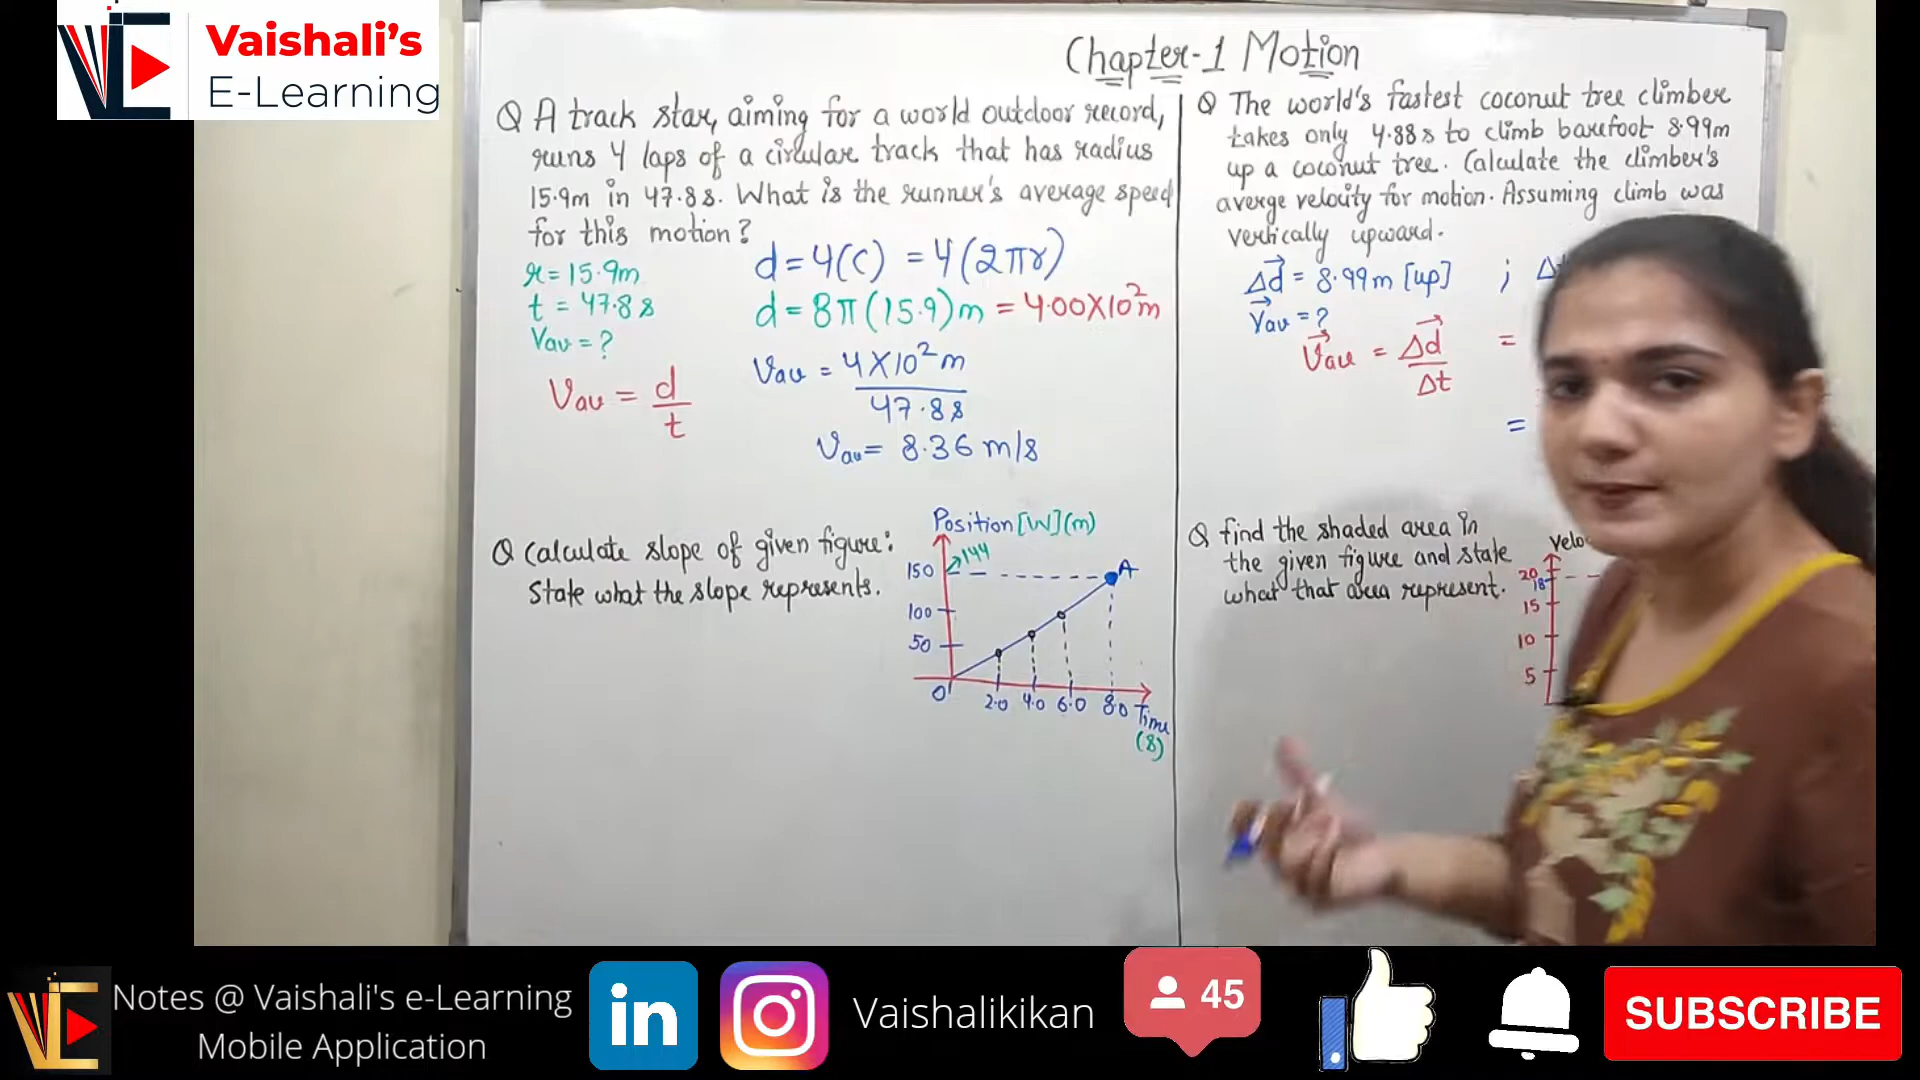 Vaishali's
E-Learning
Chapter-1 Motion
Q A track star, aiming for a world outdoor record,
runs 4 laps of a circular track that has radius
15.9m in 47.8s. What is the runner's average speed
for this motion?
r = 15.9m
t = 47.8s
Vav = ?
Vav = d/t
d = 4(C) = 4(2πr)
d = 8π(15.9)m = 4.00X10²m
Vav = 4X10²m
47.8s
Vav = 8.36 m/s
Q The world's fastest coconut tree climber
takes only 4.88s to climb barefoot 8.99m
up a coconut tree. Calculate the climber's
averge velocity for motion. Assuming climb was
vertically upward.
Δd = 8.99m [up] ;
Vav = ?
Vav = Δd/Δt =
=
Q Calculate slope of given figure:
State what the slope represents.
Position [W] (m)
144
150
100
50
0
A
2.0 4.0 6.0 8.0 Time
(s)
Q find the shaded area in
the given figure and state
what that area represent.
20
18
15
10
5
Notes @ Vaishali's e-Learning
Mobile Application
in
Vaishalikikan
45
SUBSCRIBE